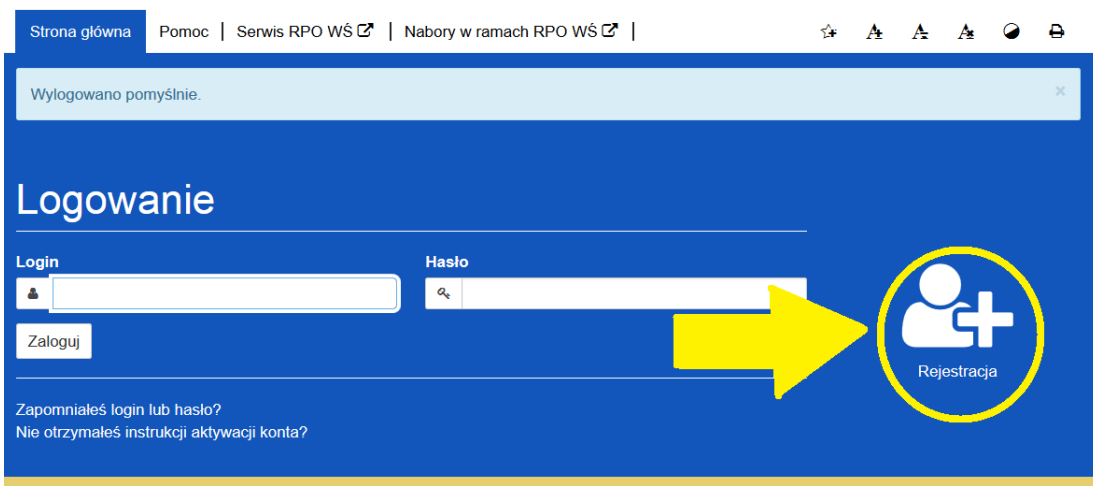 Strona główna Pomoc | Serwis RPO WŚ | Nabory w ramach RPO WŚ |
Wylogowano pomyślnie. ×
Logowanie
Login Hasło
Zaloguj
Rejestracja
Zapomniałeś login lub hasło?
Nie otrzymałeś instrukcji aktywacji konta?